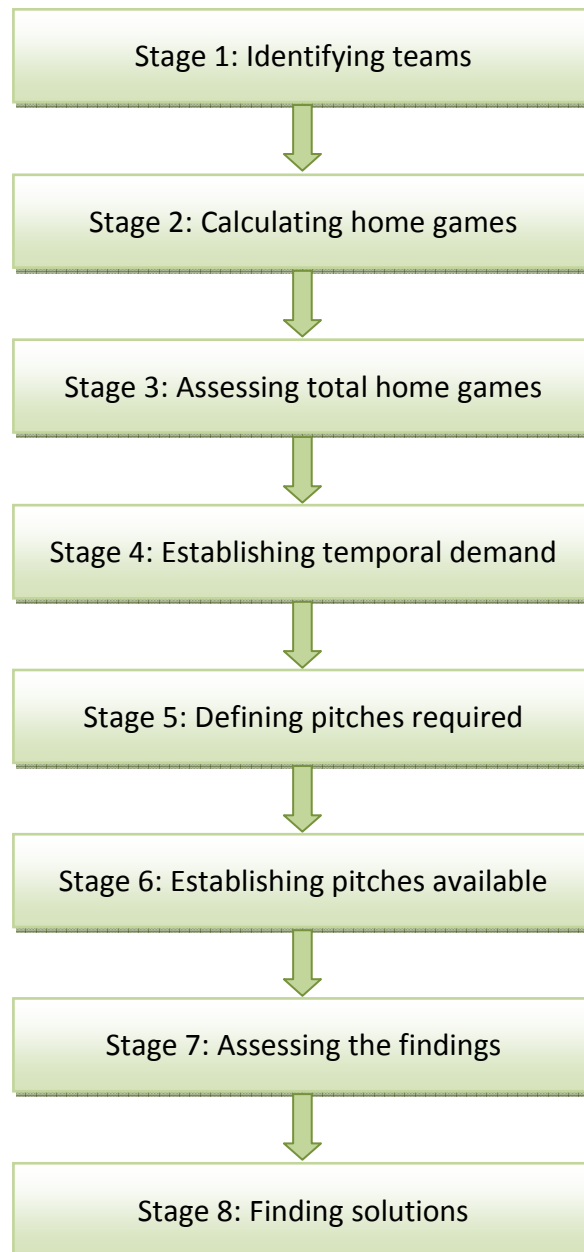 Stage 1: Identifying teams
Stage 2: Calculating home games
Stage 3: Assessing total home games
Stage 4: Establishing temporal demand
Stage 5: Defining pitches required
Stage 6: Establishing pitches available
Stage 7: Assessing the findings
Stage 8: Finding solutions